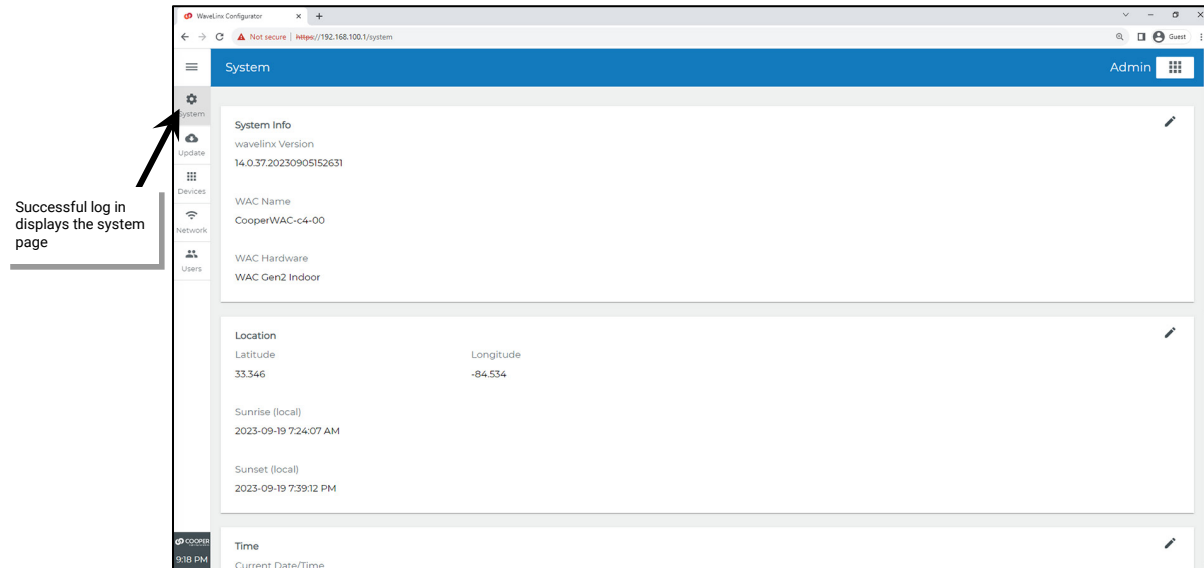 WaveLinx Configurator
Not secure | https://192.168.100.1/system
Guest
System
Admin
System
Update
Devices
Network
Users
Successful log in
displays the system
page
System Info
wavelinx Version
14.0.37.20230905152631
WAC Name
CooperWAC-c4-00
WAC Hardware
WAC Gen2 Indoor
Location
Latitude Longitude
33.346 -84.534
Sunrise (local)
2023-09-19 7:24:07 AM
Sunset (local)
2023-09-19 7:39:12 PM
Time
Current Date/Time
COOPER
9:18 PM